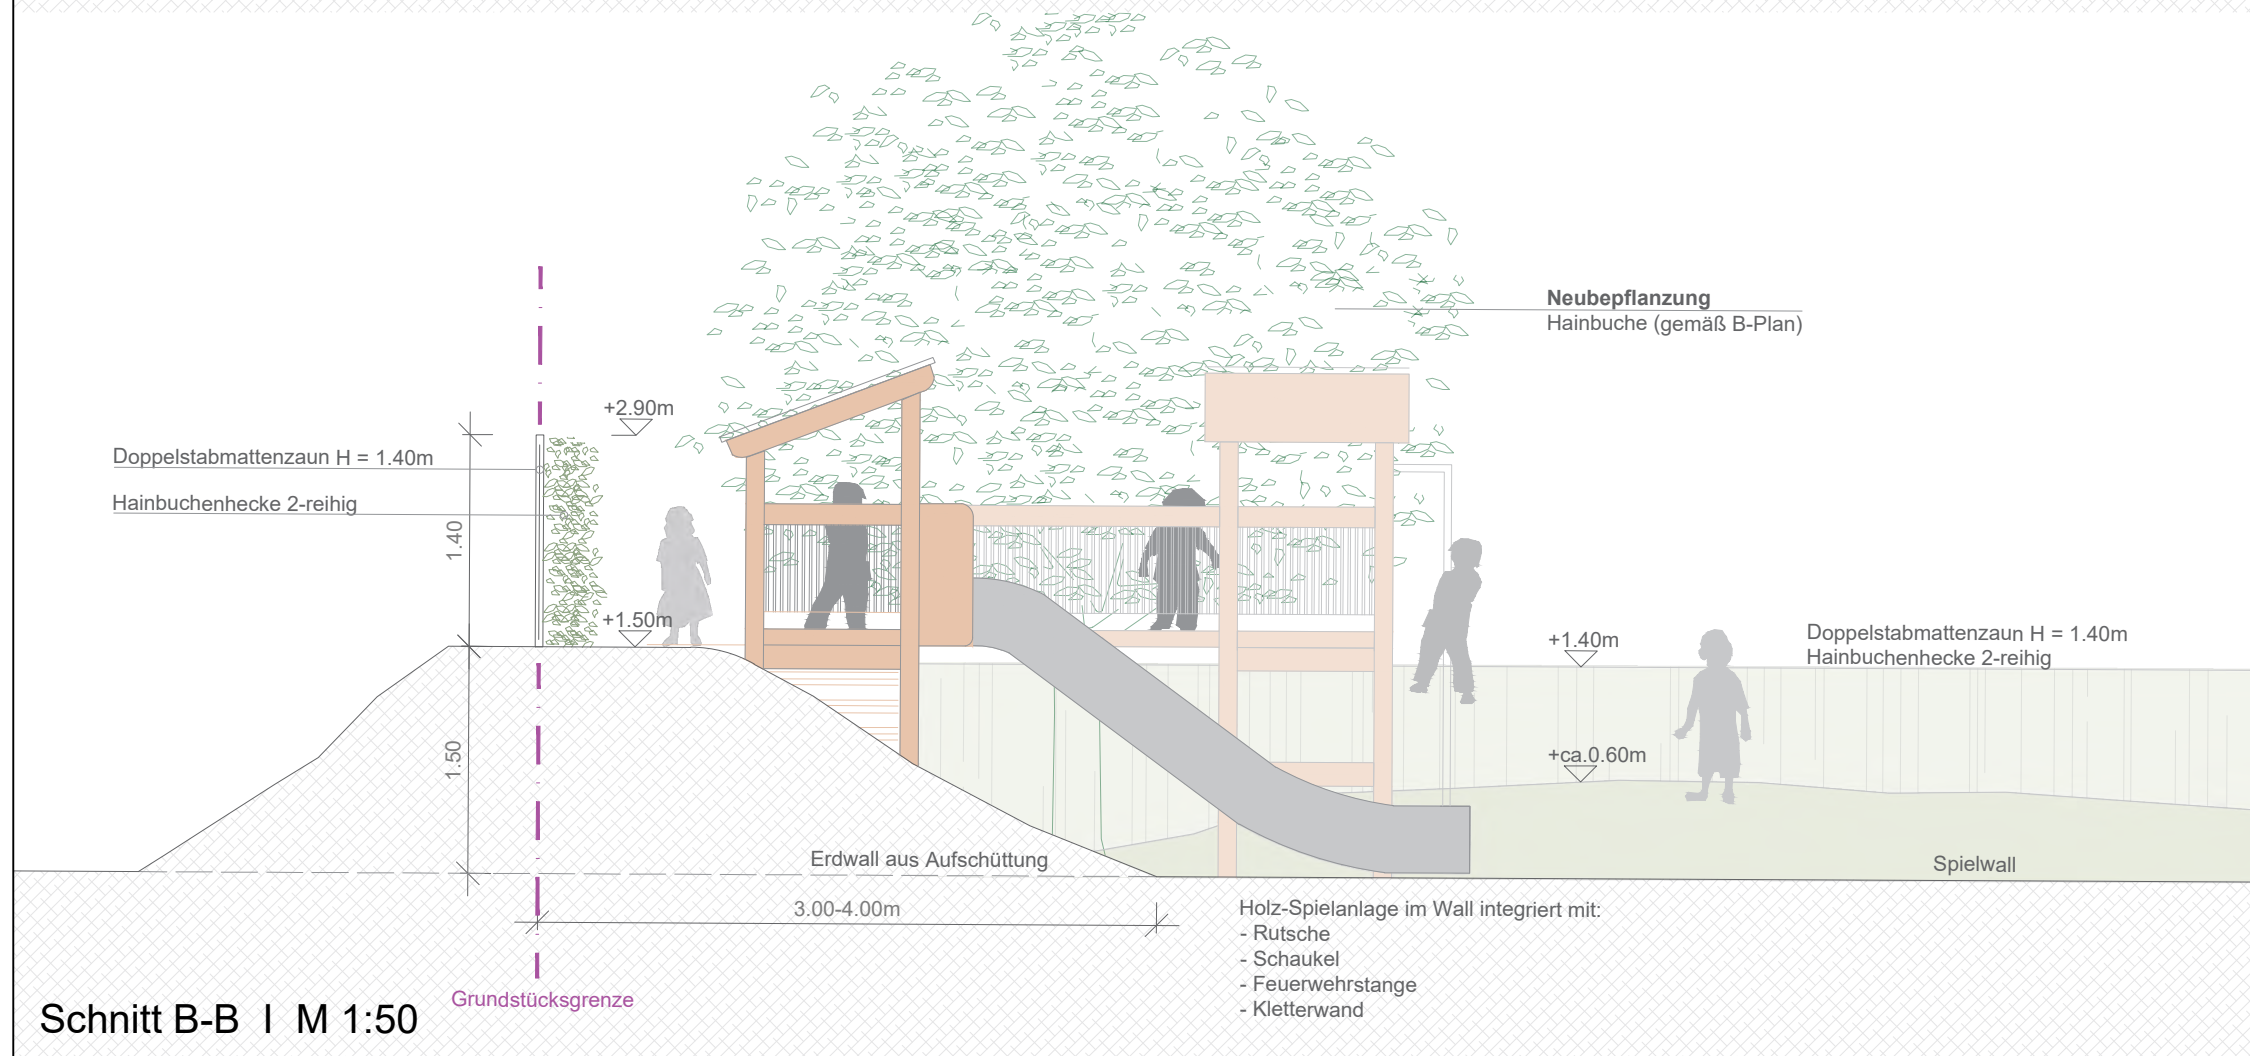 Neubepflanzung
Hainbuche (gemäß B-Plan)
+2.90m
Doppelstabmattenzaun H = 1.40m
Hainbuchenhecke 2-reihig
1.40
+1.50m
+1.40m
Doppelstabmattenzaun H = 1.40m
Hainbuchenhecke 2-reihig
1.50
+ca.0.60m
Erdwall aus Aufschüttung
Spielwall
3.00-4.00m
Holz-Spielanlage im Wall integriert mit:
- Rutsche
- Schaukel
- Feuerwehrstange
- Kletterwand
Grundstücksgrenze
Schnitt B-B I M 1:50